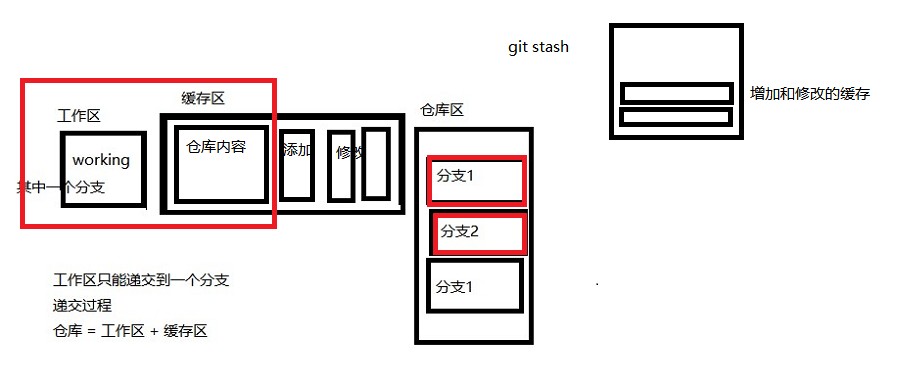 git stash
增加和修改的缓存
缓存区
工作区
仓库区
仓库内容
添加
修改
working
其中一个分支
分支1
分支2
分支1
工作区只能递交到一个分支
递交过程
仓库 = 工作区 + 缓存区